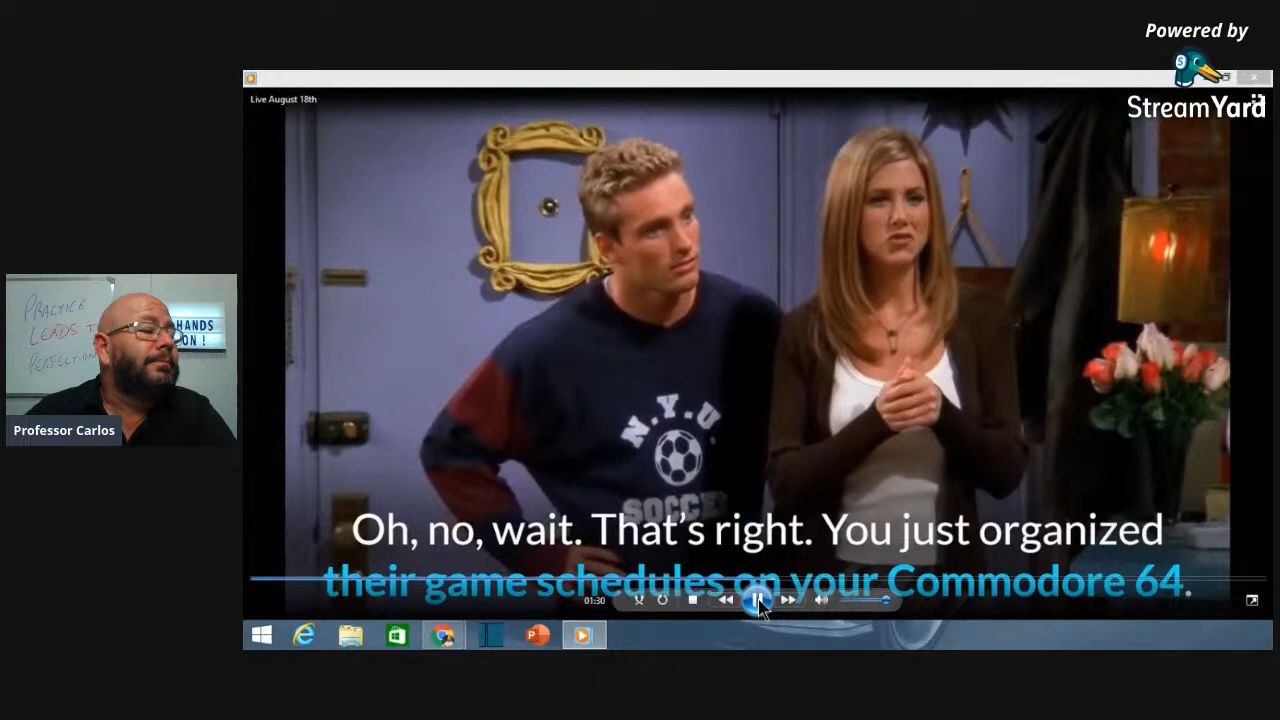 Powered by
StreamYard
Live August 18th
PRACTICE
LEADS
PERFECTION
HANDS
ON !
Professor Carlos
N.Y.U.
SOCCER
Oh, no, wait. That's right. You just organized
their game schedules on your Commodore 64.
01:30